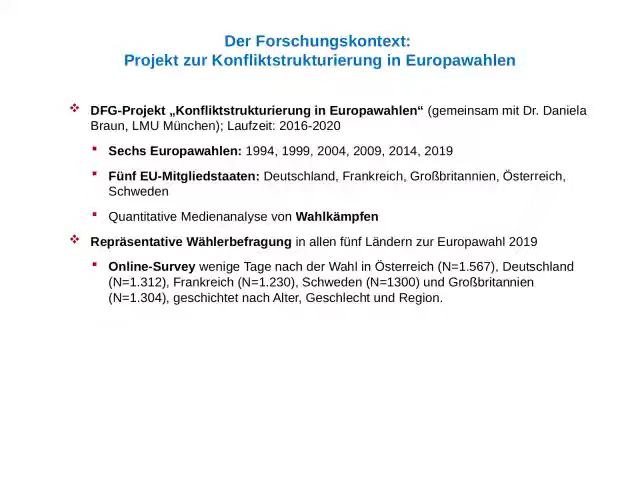 Der Forschungskontext:
Projekt zur Konfliktstrukturierung in Europawahlen
DFG-Projekt „Konfliktstrukturierung in Europawahlen“ (gemeinsam mit Dr. Daniela
Braun, LMU München); Laufzeit: 2016-2020
Sechs Europawahlen: 1994, 1999, 2004, 2009, 2014, 2019
Fünf EU-Mitgliedstaaten: Deutschland, Frankreich, Großbritannien, Österreich,
Schweden
Quantitative Medienanalyse von Wahlkämpfen
Repräsentative Wählerbefragung in allen fünf Ländern zur Europawahl 2019
Online-Survey wenige Tage nach der Wahl in Österreich (N=1.567), Deutschland
(N=1.312), Frankreich (N=1.230), Schweden (N=1300) und Großbritannien
(N=1.304), geschichtet nach Alter, Geschlecht und Region.